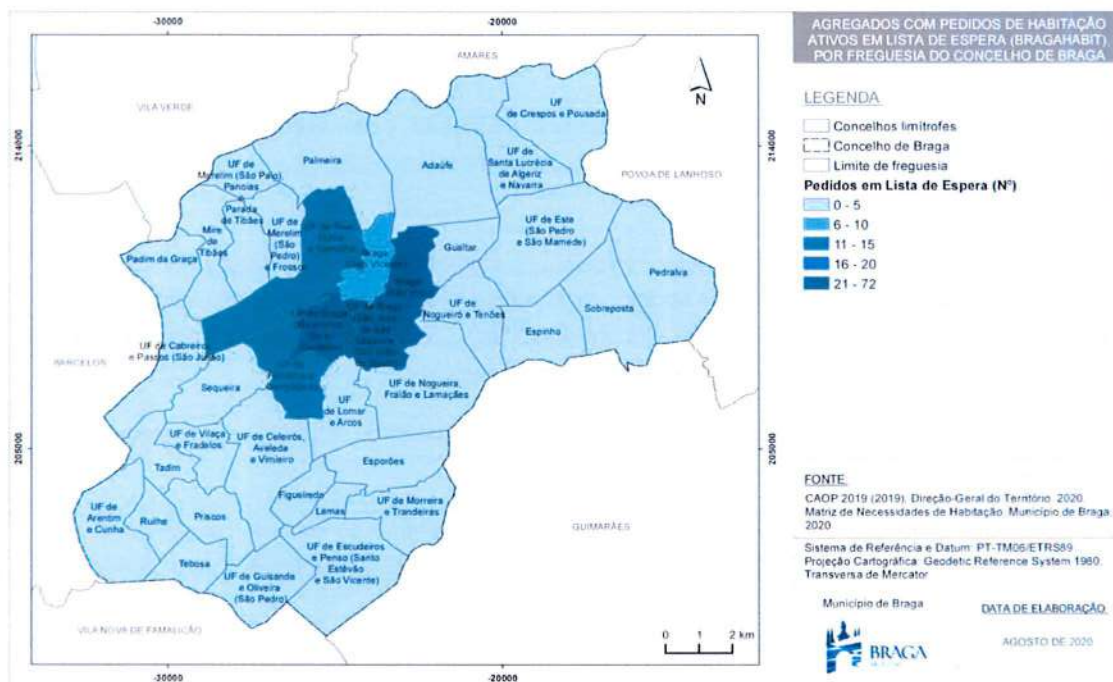 -30000
-20000
AGREGADOS COM PEDIDOS DE HABITAÇÃO
ATIVOS EM LISTA DE ESPERA (BRAGAHABIT)
POR FREGUESIA DO CONCELHO DE BRAGA
LEGENDA
Concelhos limítrofes
Concelho de Braga
Limite de freguesia
Pedidos em Lista de Espera (Nº)
0 - 5
6 - 10
11 - 15
16 - 20
21 - 72
AMARES
VILA VERDE
N
214000
214000
UF
de Crespos e Pousada
Palmeira
Adaúfe
UF de
Santa Lucrécia
de Algeriz
e Navarra
POVOA DE LANHOSO
UF de
Merelim (São Paio),
Panoias
e
Parada
de Tibães
Mire
de
Tibães
UF de
Merelim
(São
Pedro) e
Frossos
Padim da Graça
Braga
(São Vicente)
Gualtar
UF de Este
(São Pedro
e São Mamede)
Pedralva
Sobreposta
UF de
Nogueiró e Tenões
Espinho
BARCELOS
UF de Cabreiros
e Passos (São Julião)
Sequeira
UF de Nogueira,
Fraião e Lamaçães
UF
de Lomar
e Arcos
205000
205000
UF de Vilaça
e Fradelos
UF de Celeirós,
Aveleda
e Vimieiro
Esporões
Tadim
Figueiredo
Lamas
UF de Morreira
e Trandeiras
UF de
Arentim
e Cunha
Ruílhe
Priscos
Tebosa
UF de Escudeiros
e Penso (Santo
Estêvão
e São Vicente)
UF de Guisande
e Oliveira
(São Pedro)
GUIMARÃES
VILA NOVA DE FAMALICÃO
0 1 2 km
-30000
-20000
FONTE
CAOP 2019 (2019), Direção-Geral do Território, 2020.
Matriz de Necessidades de Habitação. Município de Braga,
2020
Sistema de Referência e Datum: PT-TM06/ETRS89
Projeção Cartográfica: Geodetic Reference System 1980.
Transversa de Mercator
Município de Braga
BRAGA
DATA DE ELABORAÇÃO
AGOSTO DE 2020